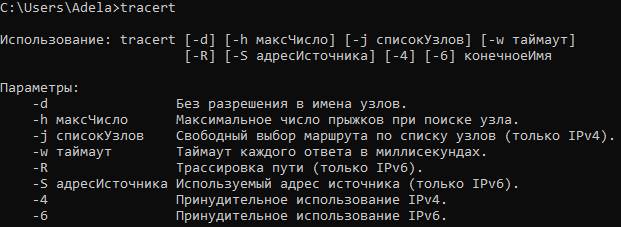 C:\Users\Adela>tracert
Использование: tracert [-d] [-h максЧисло] [-j списокУзлов] [-w таймаут]
[-R] [-S адресИсточника] [-4] [-6] конечноеИмя
Параметры:
-d Без разрешения в имена узлов.
-h максЧисло Максимальное число прыжков при поиске узла.
-j списокУзлов Свободный выбор маршрута по списку узлов (только IPv4).
-w таймаут Таймаут каждого ответа в миллисекундах.
-R Трассировка пути (только IPv6).
-S адресИсточника Используемый адрес источника (только IPv6).
-4 Принудительное использование IPv4.
-6 Принудительное использование IPv6.